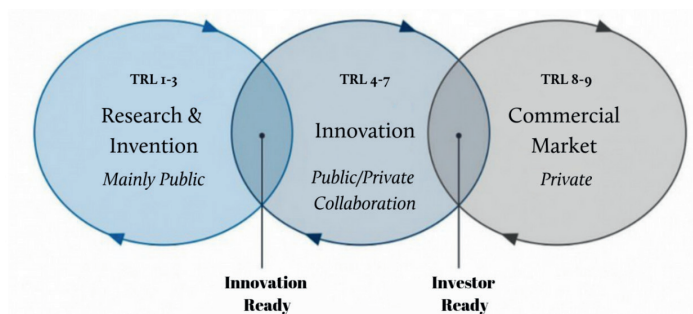 TRL 1-3
Research &
Invention
Mainly Public
TRL 4-7
Innovation
Public/Private
Collaboration
TRL 8-9
Commercial
Market
Private
Innovation
Ready
Investor
Ready